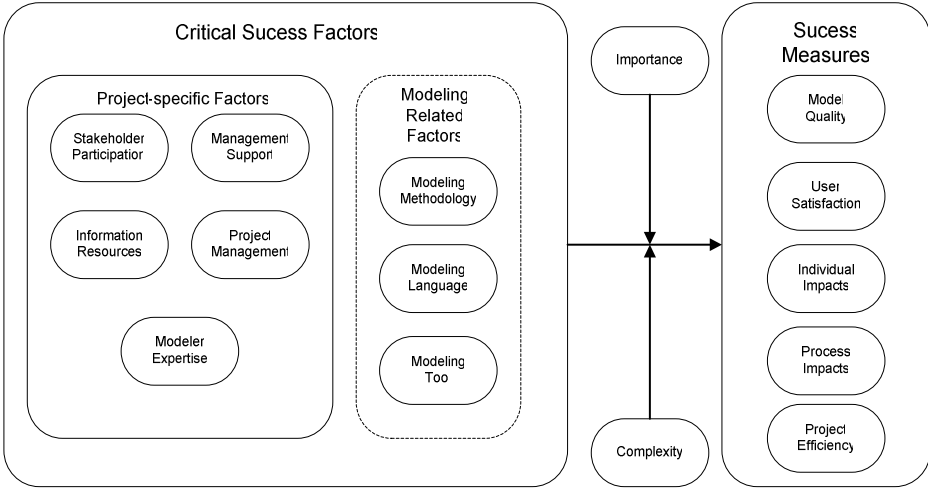 Critical Sucess Factors
Project-specific Factors
Stakeholder
Participation
Management
Support
Information
Resources
Project
Management
Modeler
Expertise
Modeling
Related
Factors
Modeling
Methodology
Modeling
Language
Modeling
Too
Importance
Complexity
Sucess
Measures
Model
Quality
User
Satisfaction
Individual
Impacts
Process
Impacts
Project
Efficiency